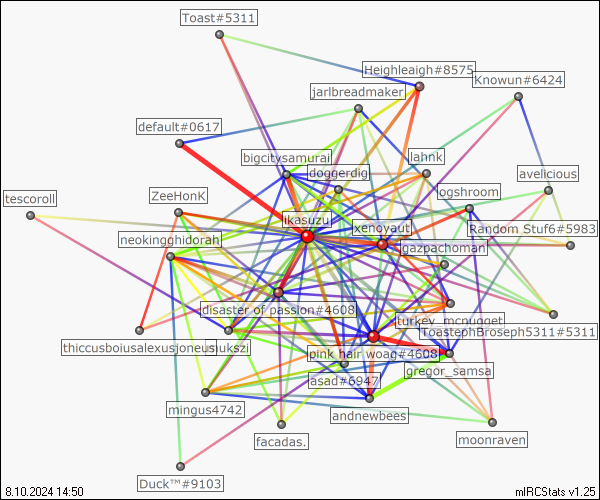 Toast#5311
Heighleaigh#8575
Knowun#6424
jarlbreadmaker
default#0617
bigcitysamurai
lahnk
doggerdig
avelicious
tescoroll
ZeeHonK
ogshroom
jikasuzu
xenoyaut
Random Stuf6#5983
neokingghidorah
gazpachoman
disaster of passion#4608
turkey_mcnugget
ToastephBroseph5311#5311
thiccusboiusalexusjoneus
sukszi
pink hair woag#4608
gregor_samsa
asad#6947
mingus4742
andnewbees
facadas.
moonraven
Duck™#9103
8.10.2024 14:50
mIRCStats v1.25